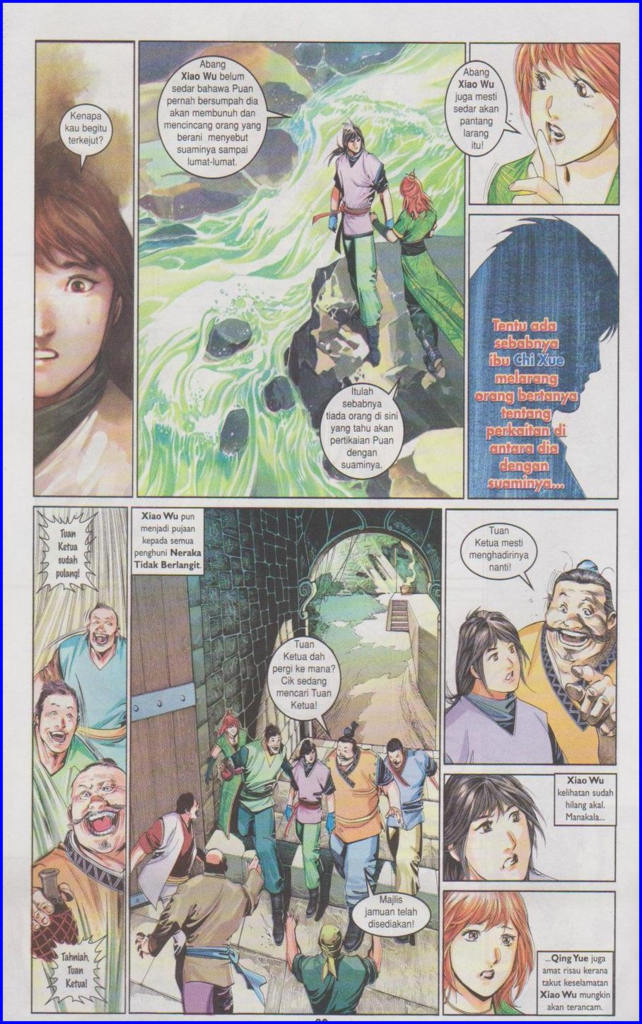 Kenapa
kau begitu
terkejut?
Abang
Xiao Wu belum
sedar bahawa Puan
pernah bersumpah dia
akan membunuh dan
mencincang orang yang
berani menyebut
suaminya sampai
lumat-lumat.
Itulah
sebabnya
tiada orang di sini
yang tahu akan
pertikaian Puan
dengan
suaminya.
Abang
Xiao Wu
juga mesti
sedar akan
pantang
larang
itu!
Tentu ada
sebabnya
ibu Chi Xue
melarang
orang bertanya
tentang
perkaitan di
antara dia
dengan
suaminya...
Tuan
Ketua
sudah
pulang!
Tahniah,
Tuan
Ketua!
Xiao Wu pun
menjadi pujaan
kepada semua
penghuni Neraka
Tidak Berlangit.
Tuan
Ketua dah
pergi ke mana?
Cik sedang
mencari Tuan
Ketua!
Majlis
jamuan telah
disediakan!
Tuan
Ketua mesti
menghadirinya
nanti!
Xiao Wu
kelihatan sudah
hilang akal.
Manakala...
...Qing Yue juga
amat risau kerana
takut keselamatan
Xiao Wu mungkin
akan terancam.